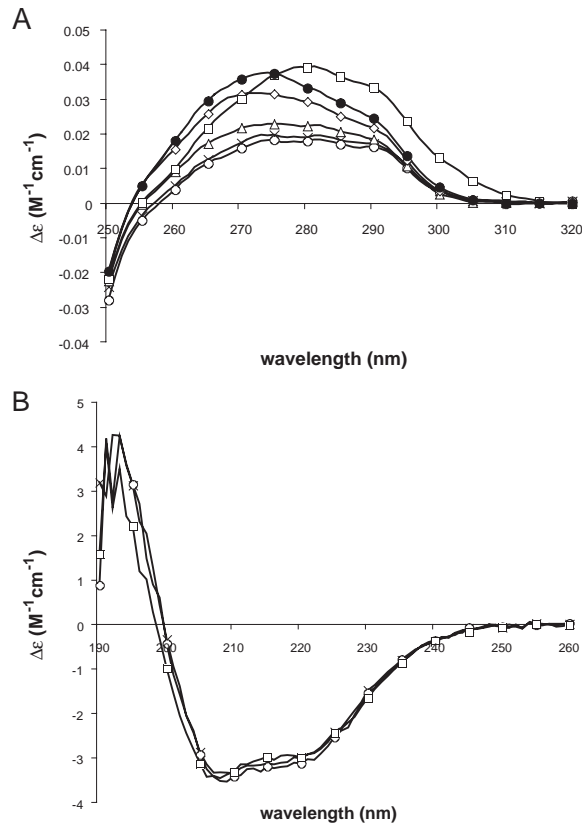 A
0.05
0.04
0.03
0.02
0.01
0
-0.01
-0.02
-0.03
-0.04
250 260 270 280 290 300 310 320
Δε (M⁻¹cm⁻¹)
wavelength (nm)
B
5
4
3
2
1
0
-1
-2
-3
-4
190 200 210 220 230 240 250 260
Δε (M⁻¹cm⁻¹)
wavelength (nm)